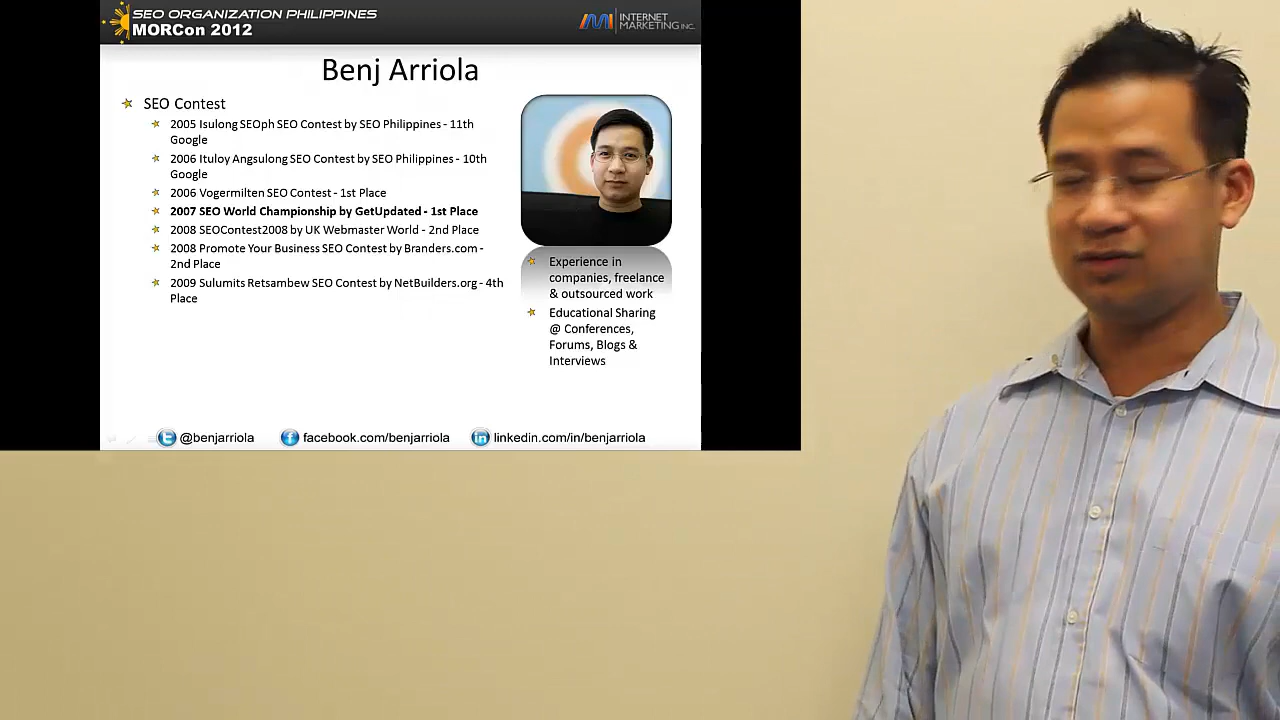 SEO ORGANIZATION PHILIPPINES
MORCon 2012
INTERNET
MARKETING INC.
Benj Arriola
SEO Contest
2005 Isulong SEOph SEO Contest by SEO Philippines - 11th
Google
2006 Ituloy Angsulong SEO Contest by SEO Philippines - 10th
Google
2006 Vogermilten SEO Contest - 1st Place
2007 SEO World Championship by GetUpdated - 1st Place
2008 SEOContest2008 by UK Webmaster World - 2nd Place
2008 Promote Your Business SEO Contest by Branders.com -
2nd Place
2009 Sulumits Retsambew SEO Contest by NetBuilders.org - 4th
Place
Experience in
companies, freelance
& outsourced work
Educational Sharing
@ Conferences,
Forums, Blogs &
Interviews
@benjarriola
facebook.com/benjarriola
linkedin.com/in/benjarriola